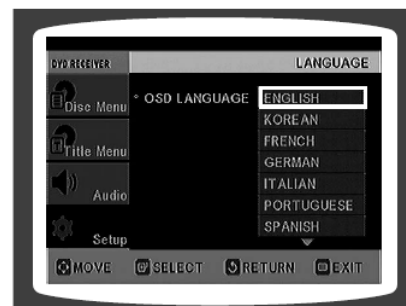 DVD RECEIVER LANGUAGE
Disc Menu
Title Menu
Audio
Setup
• OSD LANGUAGE
ENGLISH
KOREAN
FRENCH
GERMAN
ITALIAN
PORTUGUESE
SPANISH
MOVE SELECT RETURN EXIT